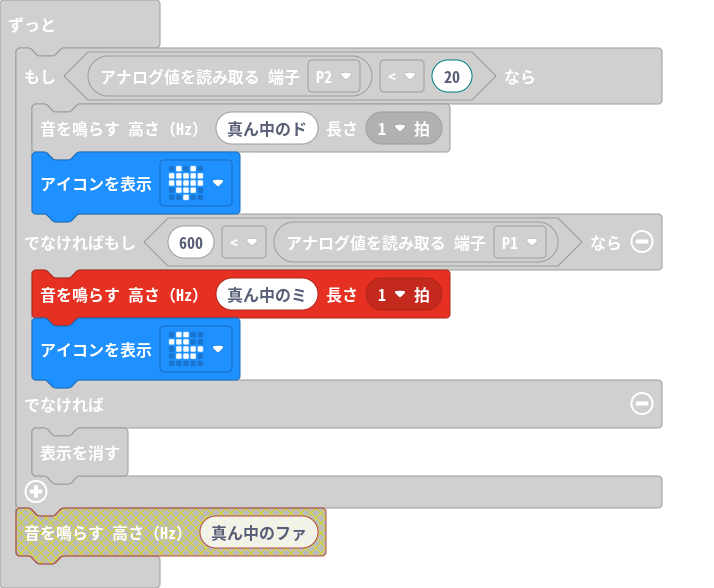 ずっと
もし アナログ値を読み取る 端子 P2 < 20 なら
音を鳴らす 高さ（Hz） 真ん中のド 長さ 1 拍
アイコンを表示
でなければもし 600 < アナログ値を読み取る 端子 P1 なら
音を鳴らす 高さ（Hz） 真ん中のミ 長さ 1 拍
アイコンを表示
でなければ
表示を消す
音を鳴らす 高さ（Hz） 真ん中のファ